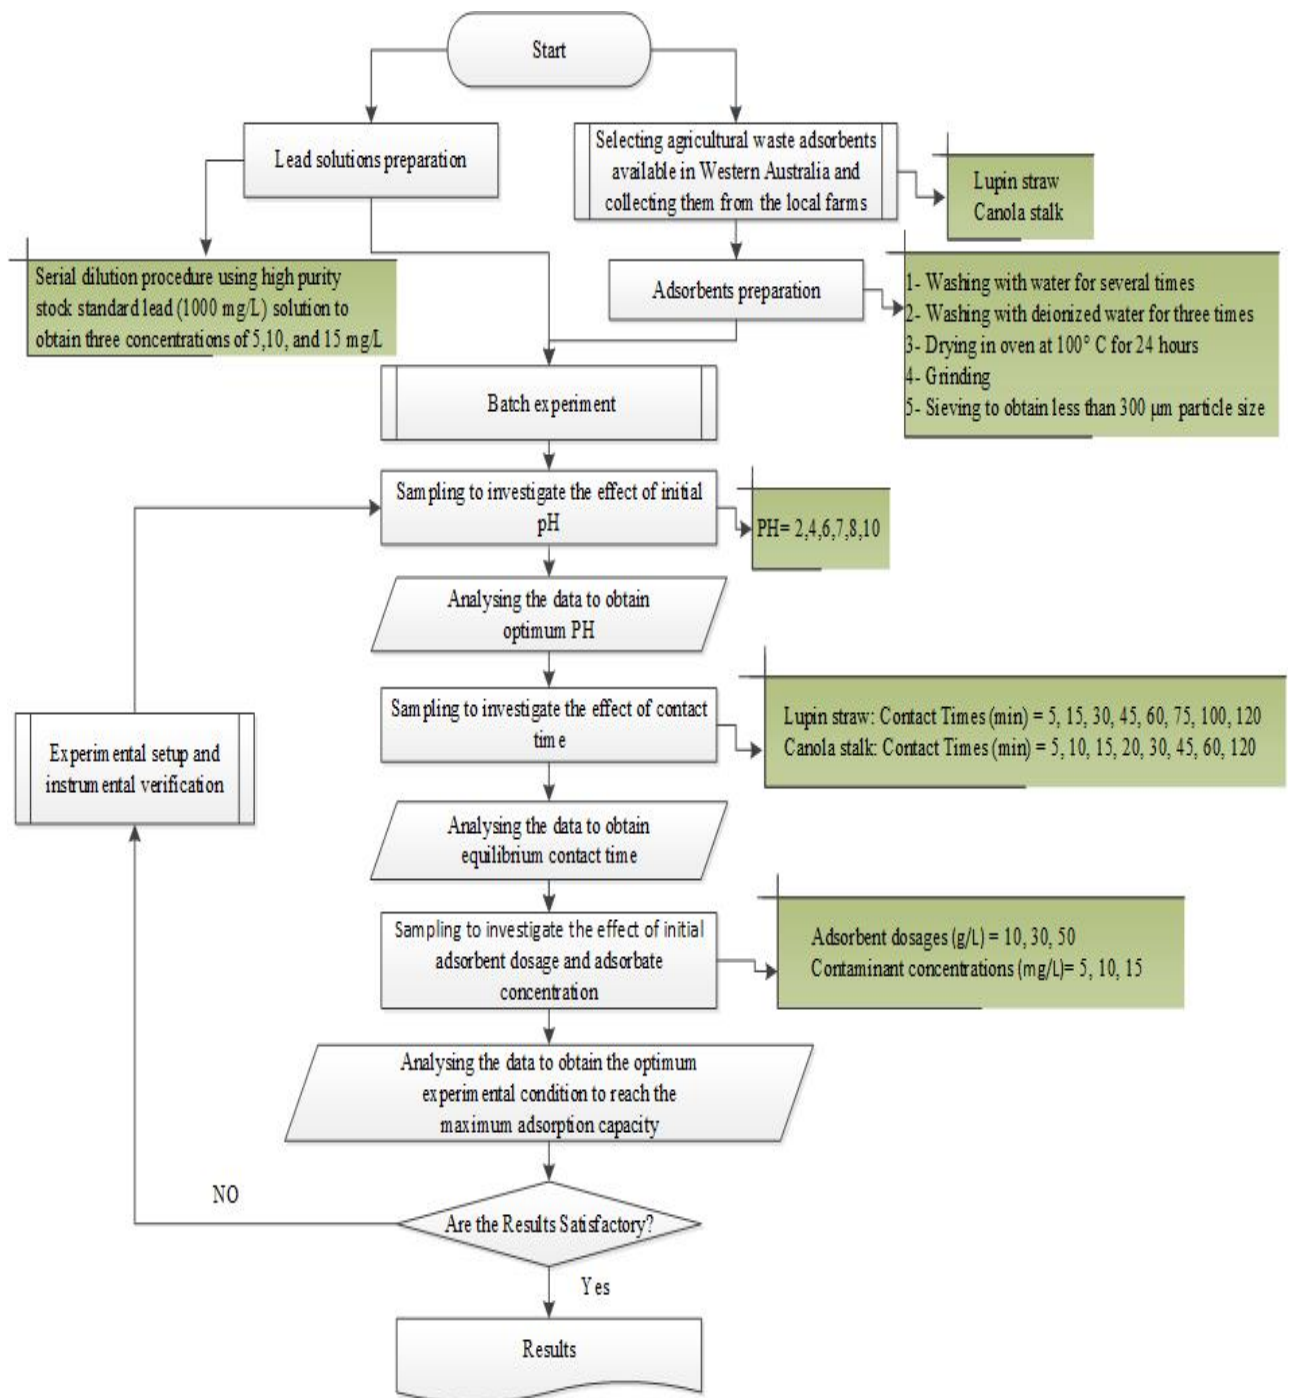 Start
Lead solutions preparation
Selecting agricultural waste adsorbents
available in Western Australia and
collecting them from the local farms
Lupin straw
Canola stalk
Serial dilution procedure using high purity
stock standard lead (1000 mg/L) solution to
obtain three concentrations of 5,10, and 15 mg/L
Adsorbents preparation
1- Washing with water for several times
2- Washing with deionized water for three times
3- Drying in oven at 100° C for 24 hours
4- Grinding
5- Sieving to obtain less than 300 µm particle size
Batch experiment
Sampling to investigate the effect of initial
pH
PH= 2,4,6,7,8,10
Analysing the data to obtain
optimum PH
Sampling to investigate the effect of contact
time
Lupin straw: Contact Times (min) = 5, 15, 30, 45, 60, 75, 100, 120
Canola stalk: Contact Times (min) = 5, 10, 15, 20, 30, 45, 60, 120
Experimental setup and
instrumental verification
Analysing the data to obtain
equilibrium contact time
Sampling to investigate the effect of initial
adsorbent dosage and adsorbate
concentration
Adsorbent dosages (g/L) = 10, 30, 50
Contaminant concentrations (mg/L)= 5, 10, 15
Analysing the data to obtain the optimum
experimental condition to reach the
maximum adsorption capacity
NO
Are the Results Satisfactory?
Yes
Results